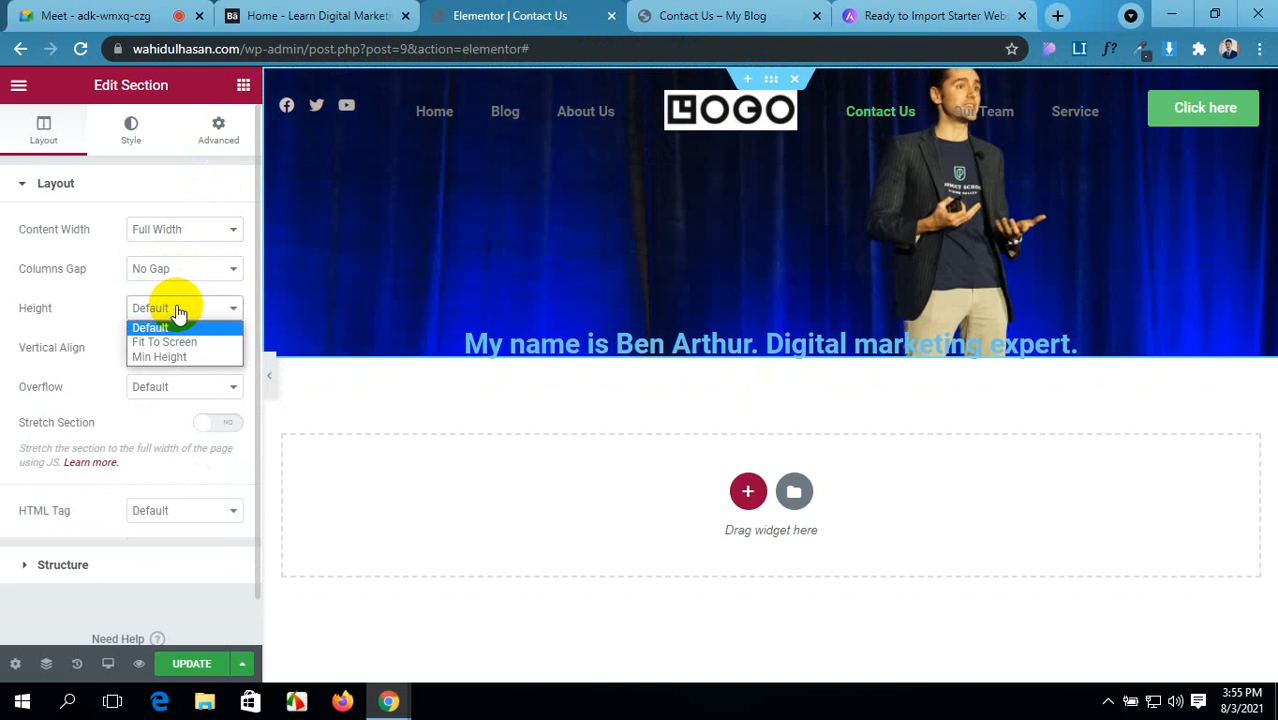 Meet - adk-wmxq-czg
Home - Learn Digital Market
Elementor | Contact Us
Contact Us – My Blog
Ready to Import Starter Webs
wahidulhasan.com/wp-admin/post.php?post=9&action=elementor#
Edit Section
Layout
Style
Advanced
Layout
Content Width
Full Width
Columns Gap
No Gap
Height
Default
Default
Fit To Screen
Min Height
Vertical Align
Overflow
Default
Stretch Section
NO
Stretch the section to the full width of the page
using JS. Learn more.
HTML Tag
Default
Structure
Need Help
UPDATE
Home
Blog
About Us
LOGO
Contact Us
Our Team
Service
Click here
My name is Ben Arthur. Digital marketing expert.
Drag widget here
3:55 PM
8/3/2021